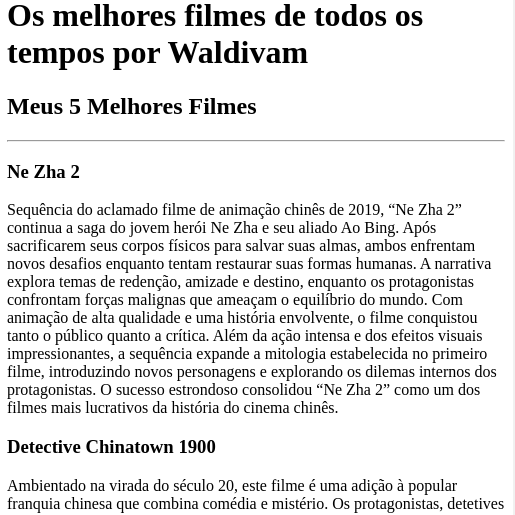 Os melhores filmes de todos os
tempos por Waldivam
Meus 5 Melhores Filmes
Ne Zha 2
Sequência do aclamado filme de animação chinês de 2019, “Ne Zha 2”
continua a saga do jovem herói Ne Zha e seu aliado Ao Bing. Após
sacrificarem seus corpos físicos para salvar suas almas, ambos enfrentam
novos desafios enquanto tentam restaurar suas formas humanas. A narrativa
explora temas de redenção, amizade e destino, enquanto os protagonistas
confrontam forças malignas que ameaçam o equilíbrio do mundo. Com
animação de alta qualidade e uma história envolvente, o filme conquistou
tanto o público quanto a crítica. Além da ação intensa e dos efeitos visuais
impressionantes, a sequência expande a mitologia estabelecida no primeiro
filme, introduzindo novos personagens e explorando os dilemas internos dos
protagonistas. O sucesso estrondoso consolidou “Ne Zha 2” como um dos
filmes mais lucrativos da história do cinema chinês.
Detective Chinatown 1900
Ambientado na virada do século 20, este filme é uma adição à popular
franquia chinesa que combina comédia e mistério. Os protagonistas, detetives